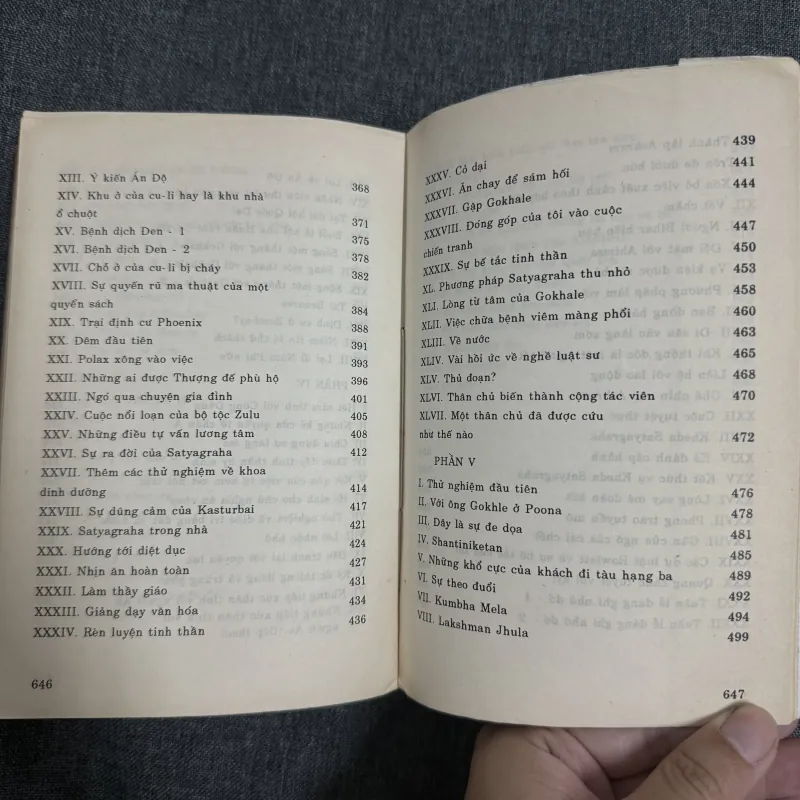 XIII. Ý kiến Ấn Độ 368
XIV. Khu ở của cu-li hay là khu nhà
ổ chuột 371
XV. Bệnh dịch Đen - 1 375
XVI. Bệnh dịch Đen - 2 378
XVII. Chỗ ở của cu-li bị cháy 382
XVIII. Sự quyến rũ ma thuật của một
quyển sách 384
XIX. Trại định cư Phoenix 388
XX. Đêm đầu tiên 391
XXI. Polax xông vào việc 393
XXII. Những ai được Thượng đế phù hộ 396
XXIII. Ngó qua chuyện gia đình 401
XXIV. Cuộc nổi loạn của bộ tộc Zulu 405
XXV. Những điều tự vấn lương tâm 408
XXVI. Sự ra đời của Satyagraha 412
XXVII. Thêm các thử nghiệm về khoa
dinh dưỡng 414
XXVIII. Sự dũng cảm của Kasturbai 417
XXIX. Satyagraha trong nhà 421
XXX. Hướng tới diệt dục 424
XXXI. Nhịn ăn hoàn toàn 427
XXXII. Làm thầy giáo 431
XXXIII. Giảng dạy văn hóa 434
XXXIV. Rèn luyện tinh thần 436
646
XXXV. Cỏ dại 439
XXXVI. Ăn chay để sám hối 441
XXXVII. Gặp Gokhale 444
XXXVIII. Đóng góp của tôi vào cuộc
chiến tranh 447
XXXIX. Sự bế tắc tinh thần 450
XL. Phương pháp Satyagraha thu nhỏ 453
XLI. Lòng từ tâm của Gokhale 458
XLII. Việc chữa bệnh viêm màng phổi 460
XLIII. Về nước 463
XLIV. Vài hồi ức về nghề luật sư 465
XLV. Thủ đoạn? 467
XLVI. Thân chủ biến thành cộng tác viên 470
XLVII. Một thân chủ đã được cứu
như thế nào 472
PHẦN V
I. Thử nghiệm đầu tiên 476
II. Với ông Gokhle ở Poona 478
III. Đây là sự đe dọa 481
IV. Shantiniketan 485
V. Những khổ cực của khách đi tàu hạng ba 489
VI. Sự theo đuổi 492
VII. Kumbha Mela 494
VIII. Lakshman Jhula 499
647